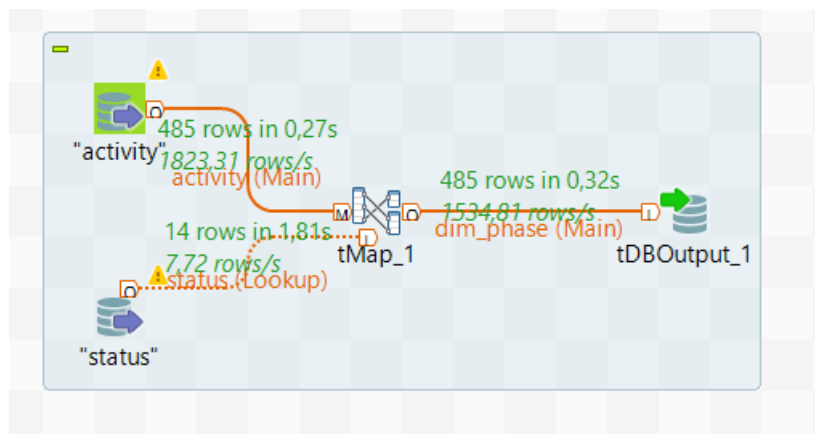 "activity"
485 rows in 0,27s
1823,31 rows/s
activity (Main)
485 rows in 0,32s
1534,81 rows/s
dim_phase (Main)
14 rows in 1,81s
7,72 rows/s
status (Lookup)
tMap_1
tDBOutput_1
"status"
O
M
O
I
I
O